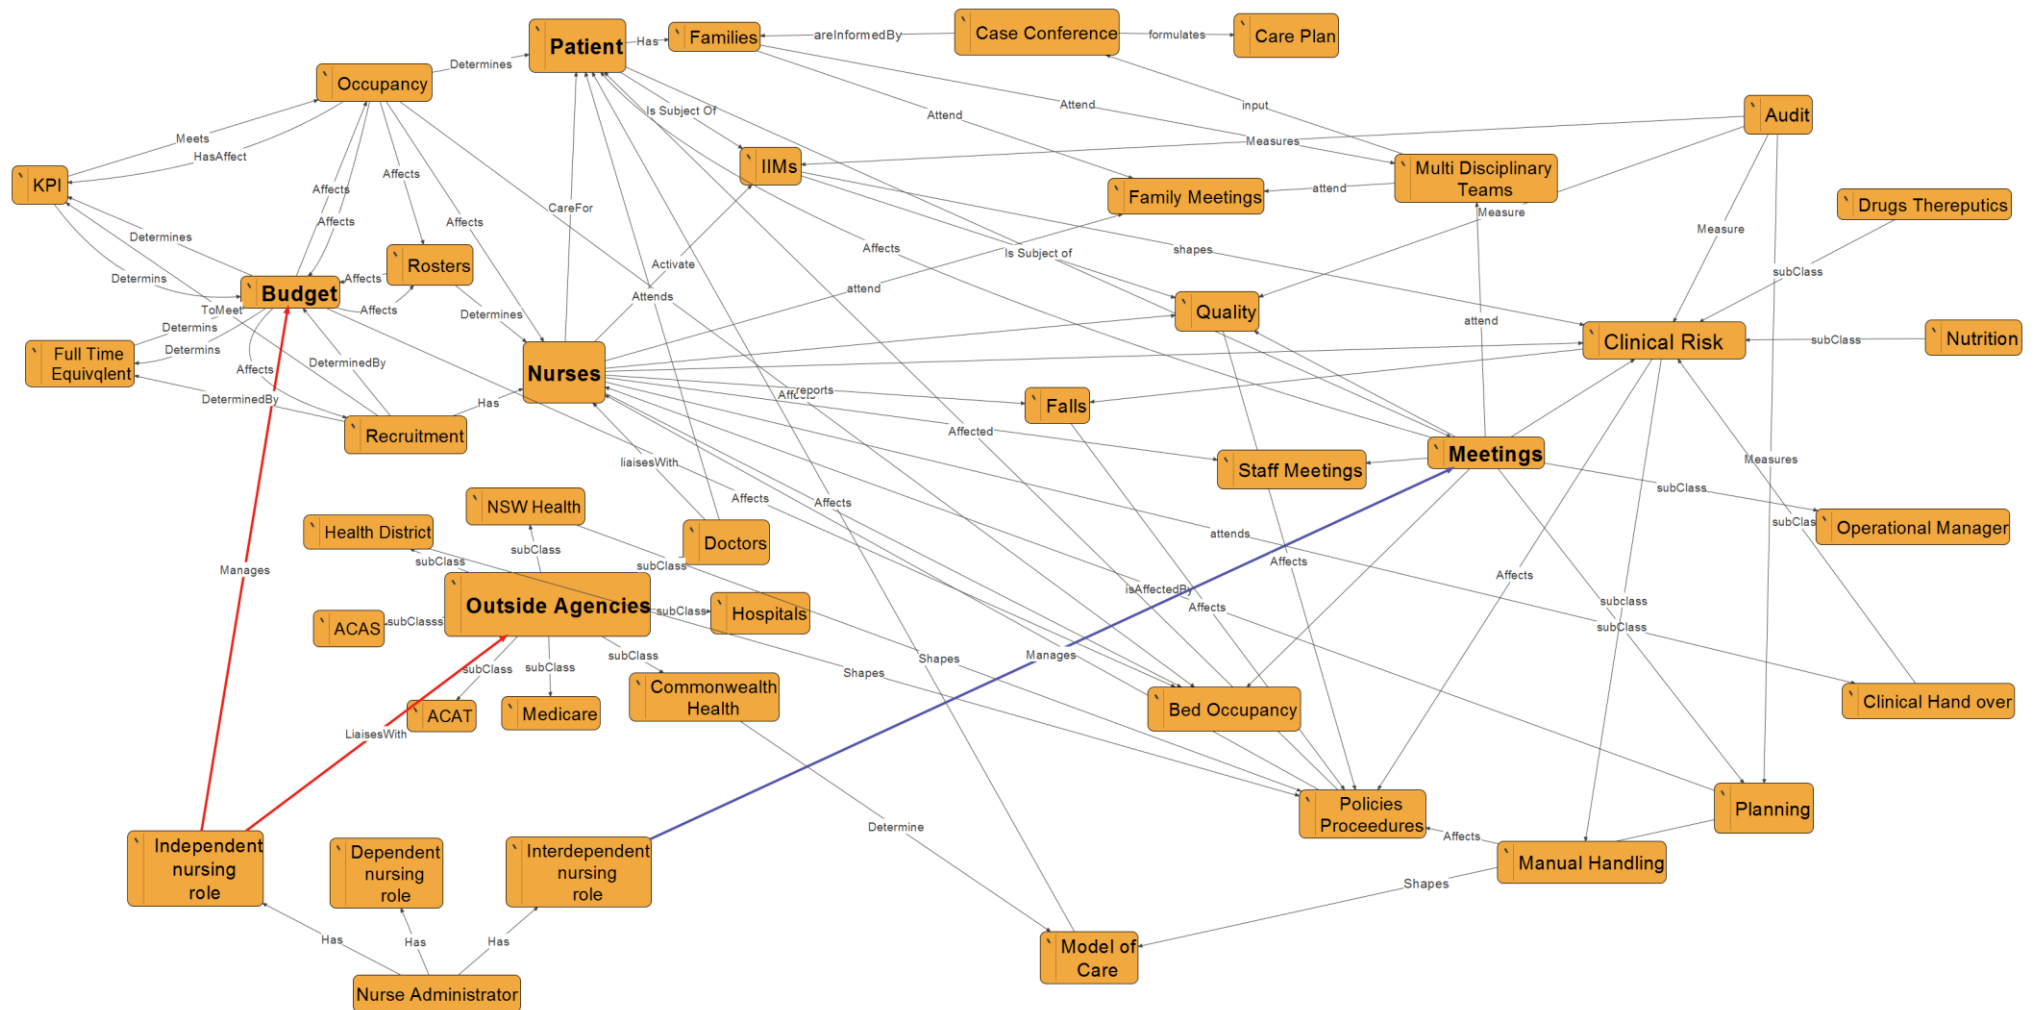 Patient
Has
Families
areInformedBy
Case Conference
formulates
Care Plan
Determines
Occupancy
Is Subject Of
Attend
input
Audit
Attend
Meets
HasAffect
Measures
KPI
Affects
IIMs
Multi Disciplinary
Teams
Affects
attend
Family Meetings
Drugs Thereputics
CareFor
Measure
Affects
Affects
Measure
Determines
Affects
Is Subject of
shapes
Rosters
Activate
subClass
Determins
Affects
attend
Attends
Budget
Affects
ToMeet
Determines
Quality
attend
Determins
Clinical Risk
subClass
Nutrition
Full Time
Equivqlent
Determins
DeterminedBy
Affects
Nurses
reports
Affects
DeterminedBy
Has
Falls
Recruitment
Affected
Meetings
liaisesWith
Staff Meetings
Measures
subClass
NSW Health
Affects
Affects
Health District
Doctors
attends
subClas
Operational Manager
subClass
subClass
subClass
Affects
Affects
Manages
isAffectedBy
Outside Agencies
subClass
Hospitals
Affects
subclass
ACAS
subClasss
subClass
Manages
Shapes
Shapes
subClass
subClass
subClass
Commonwealth
Health
Clinical Hand over
Bed Occupancy
ACAT
Medicare
LiaisesWith
Policies
Proceedures
Planning
Determine
Affects
Independent
nursing
role
Dependent
nursing
role
Interdependent
nursing
role
Manual Handling
Shapes
Has
Has
Has
Model of
Care
Nurse Administrator